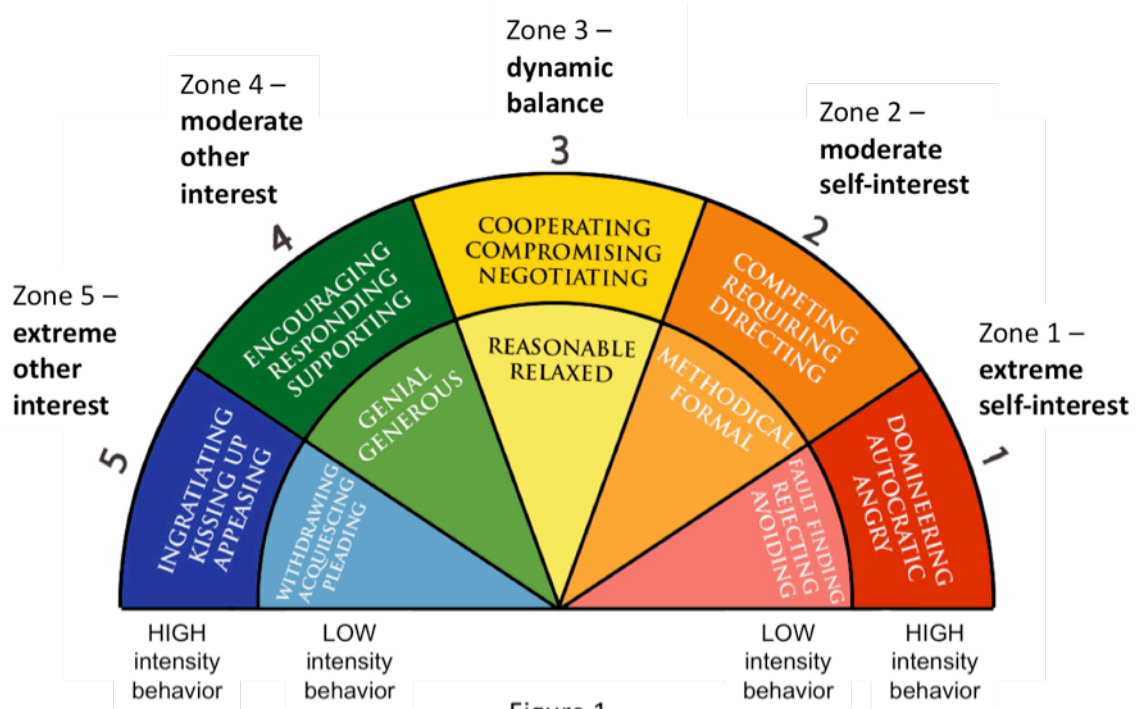 Zone 3 –
dynamic
balance
Zone 4 –
moderate
other
interest
Zone 2 –
moderate
self-interest
Zone 5 –
extreme
other
interest
Zone 1 –
extreme
self-interest
5
4
3
2
1
INGRATIATING
KISSING UP
APPEASING
WITHDRAWING
ACQUIESCING
PLEADING
ENCOURAGING
RESPONDING
SUPPORTING
GENIAL
GENEROUS
COOPERATING
COMPROMISING
NEGOTIATING
REASONABLE
RELAXED
COMPETING
REQUIRING
DIRECTING
METHODICAL
FORMAL
DOMINEERING
AUTOCRATIC
ANGRY
FAULT FINDING
REJECTING
AVOIDING
HIGH
intensity
behavior
LOW
intensity
behavior
LOW
intensity
behavior
HIGH
intensity
behavior
Figure 1